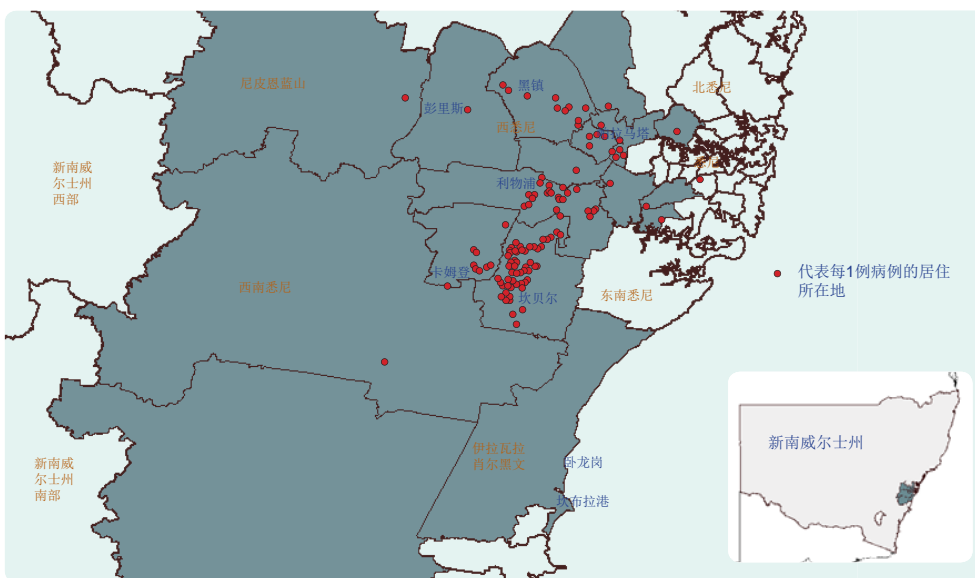 尼皮恩蓝山
黑镇
北悉尼
彭里斯
西悉尼
拉马塔
悉尼
新南威
尔士州
西部
利物浦
卡姆登
西南悉尼
坎贝尔
东南悉尼
代表每1例病例的居住
所在地
伊拉瓦拉
肖尔黑文
卧龙岗
坎布拉港
新南威
尔士州
南部
新南威尔士州